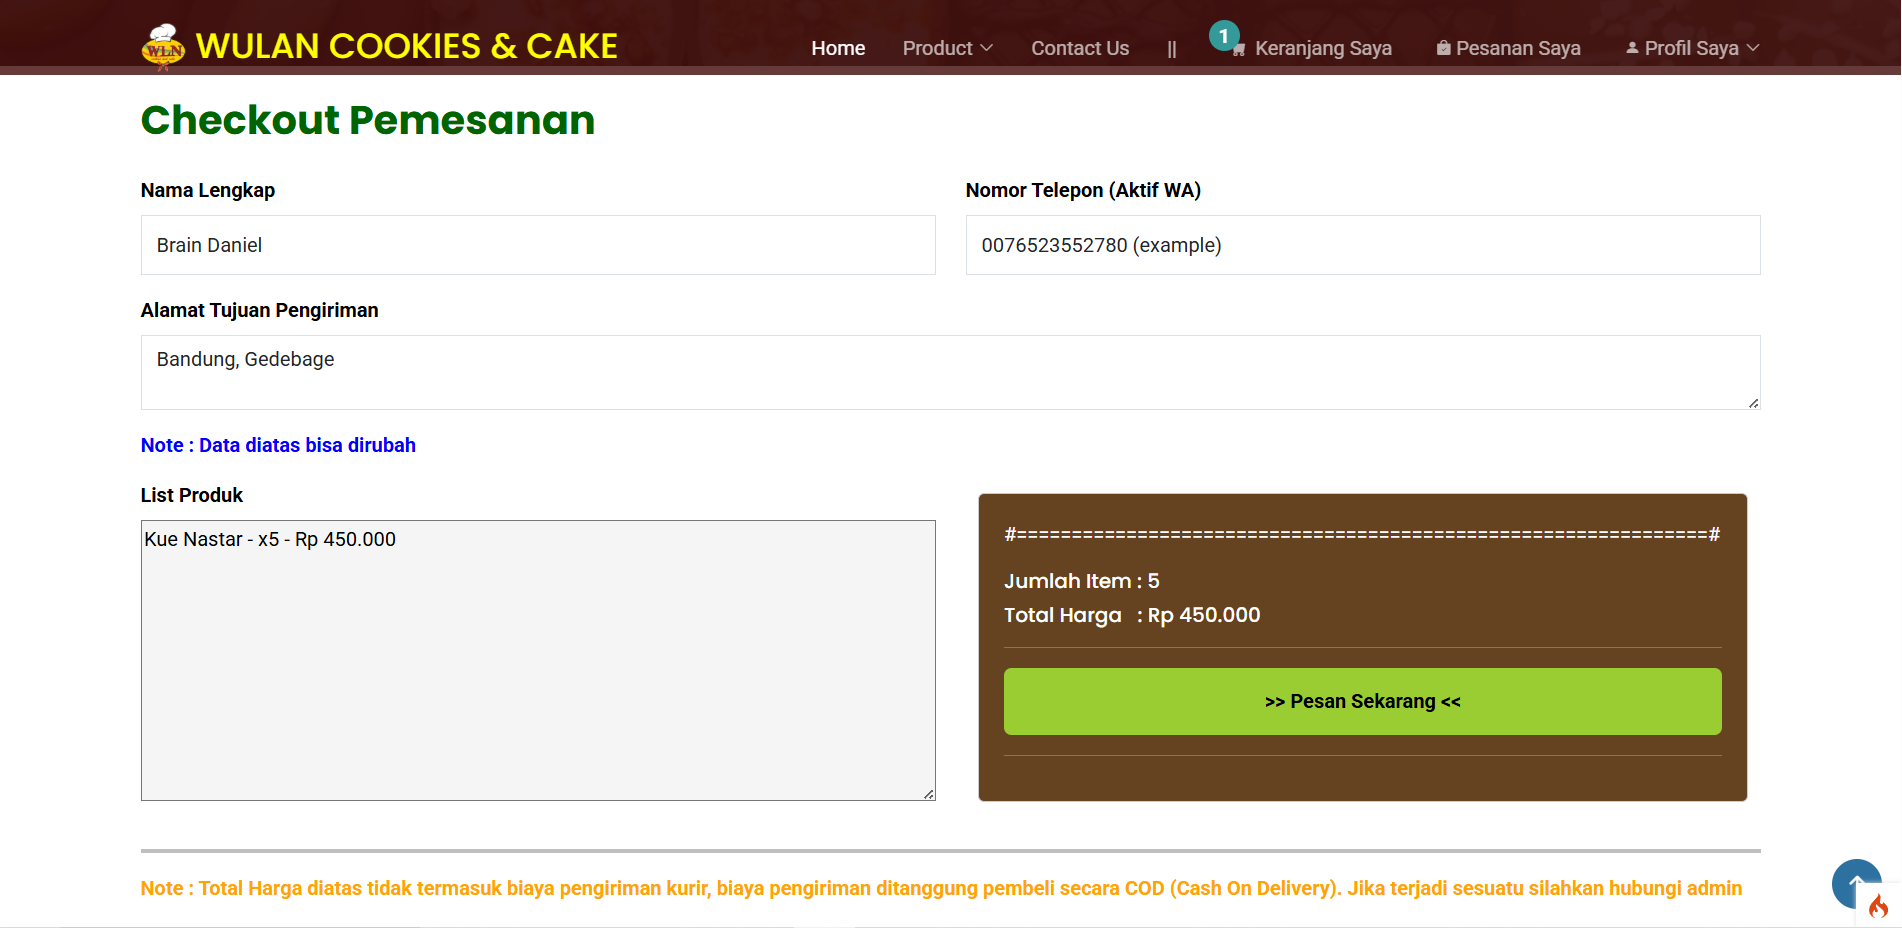 WLN WULAN COOKIES & CAKE
Home Product Contact Us || 1 Keranjang Saya Pesanan Saya Profil Saya
Checkout Pemesanan
Nama Lengkap
Nomor Telepon (Aktif WA)
Brain Daniel
0076523552780 (example)
Alamat Tujuan Pengiriman
Bandung, Gedebage
Note : Data diatas bisa dirubah
List Produk
Kue Nastar - x5 - Rp 450.000
#===============================================================#
Jumlah Item : 5
Total Harga : Rp 450.000
>> Pesan Sekarang <<
Note : Total Harga diatas tidak termasuk biaya pengiriman kurir, biaya pengiriman ditanggung pembeli secara COD (Cash On Delivery). Jika terjadi sesuatu silahkan hubungi admin